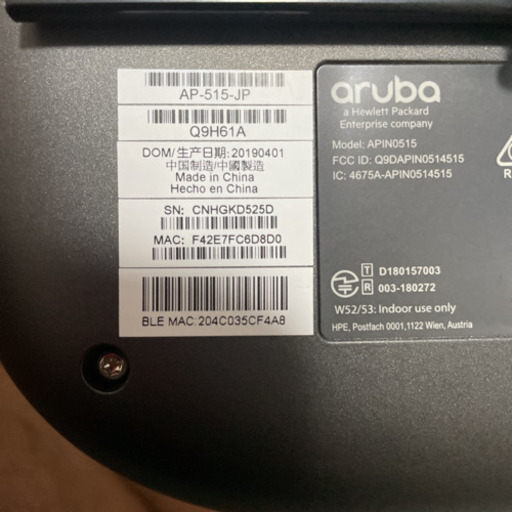 AP-515-JP
Q9H61A
DOM/生产日期: 20190401
中国制造/中國製造
Made in China
Hecho en China
SN: CNHGKD525D
MAC: F42E7FC6D8D0
BLE MAC:204C035CF4A8
aruba
a Hewlett Packard
Enterprise company
Model: APIN0515
FCC ID: Q9DAPIN0514515
IC: 4675A-APIN0514515
R
T D180157003
R 003-180272
W52/53: Indoor use only
HPE, Postfach 0001,1122 Wien, Austria